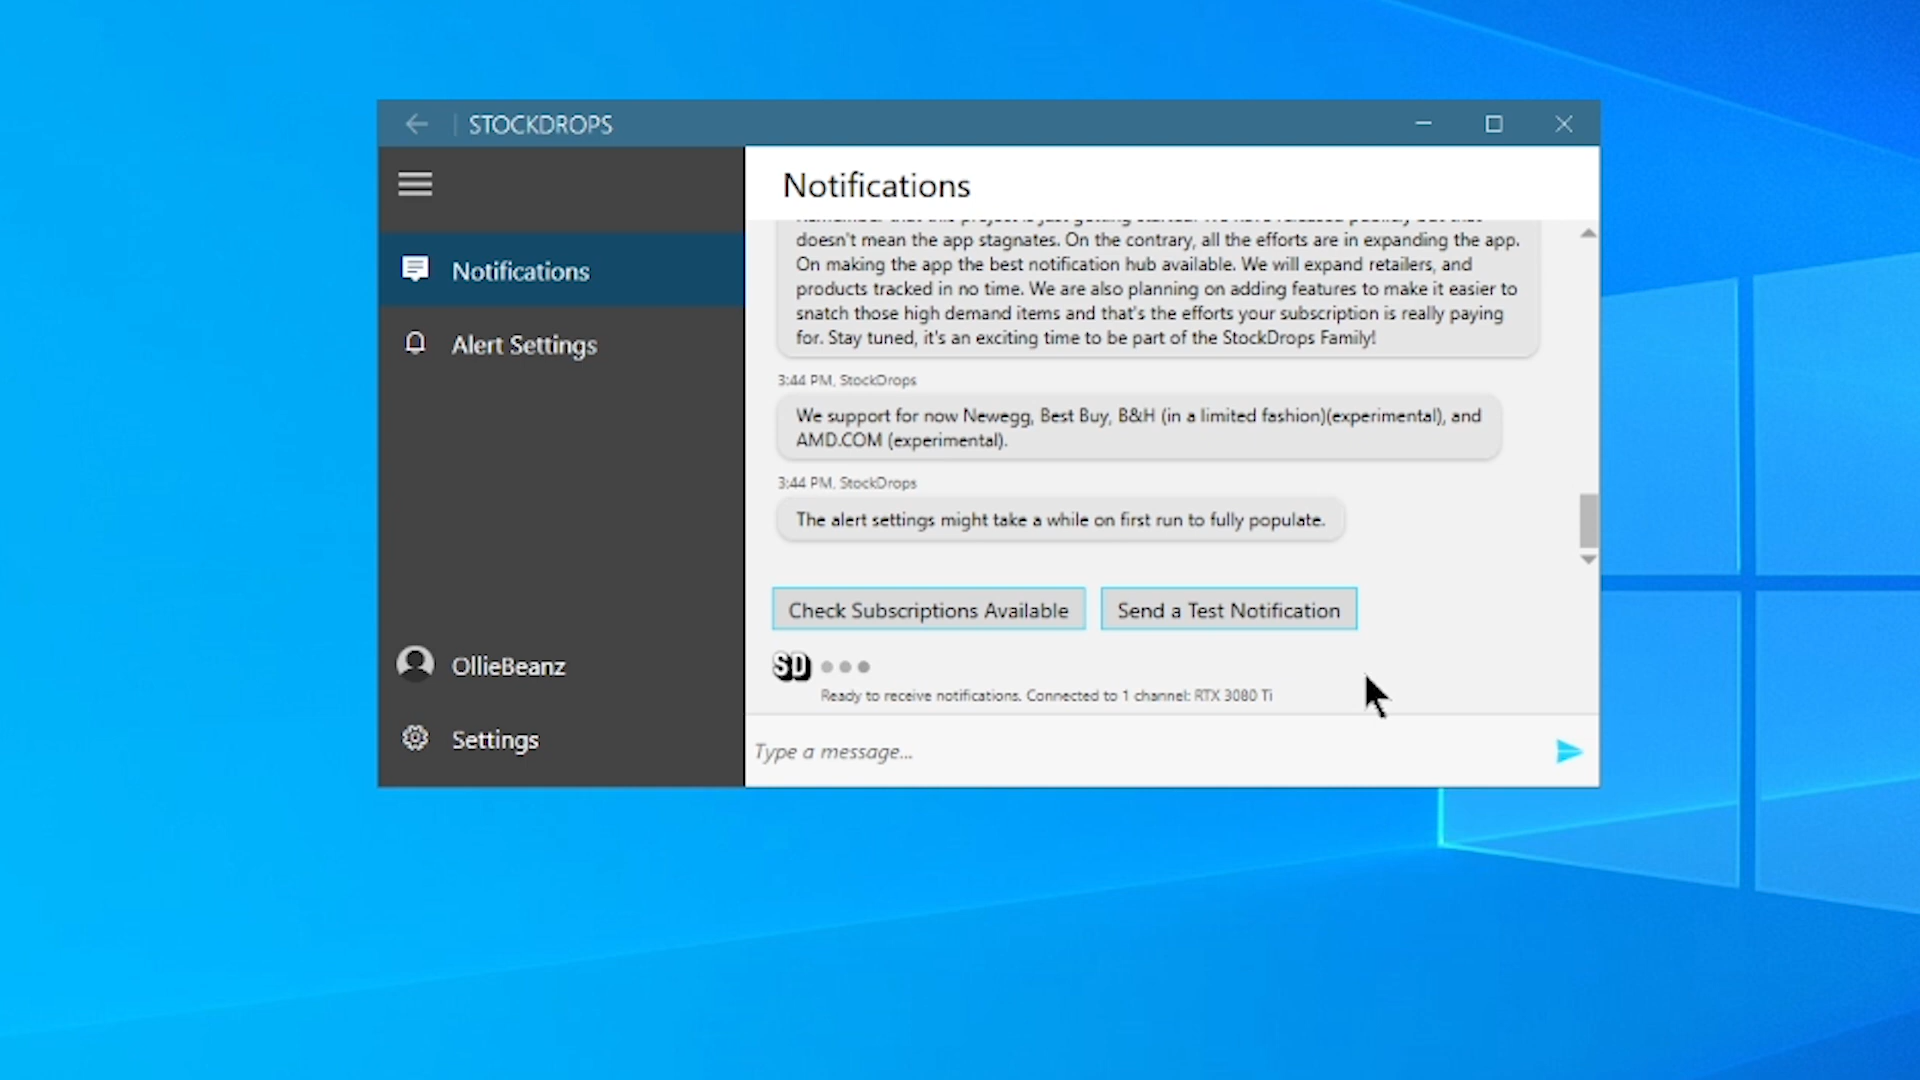 STOCKDROPS
Notifications
Notifications
Alert Settings
OllieBeanz
Settings
doesn't mean the app stagnates. On the contrary, all the efforts are in expanding the app.
On making the app the best notification hub available. We will expand retailers, and
products tracked in no time. We are also planning on adding features to make it easier to
snatch those high demand items and that's the efforts your subscription is really paying
for. Stay tuned, it's an exciting time to be part of the StockDrops Family!
3:44 PM, StockDrops
We support for now Newegg, Best Buy, B&H (in a limited fashion)(experimental), and
AMD.COM (experimental).
3:44 PM, StockDrops
The alert settings might take a while on first run to fully populate.
Check Subscriptions Available
Send a Test Notification
SD
Ready to receive notifications. Connected to 1 channel: RTX 3080 Ti
Type a message...